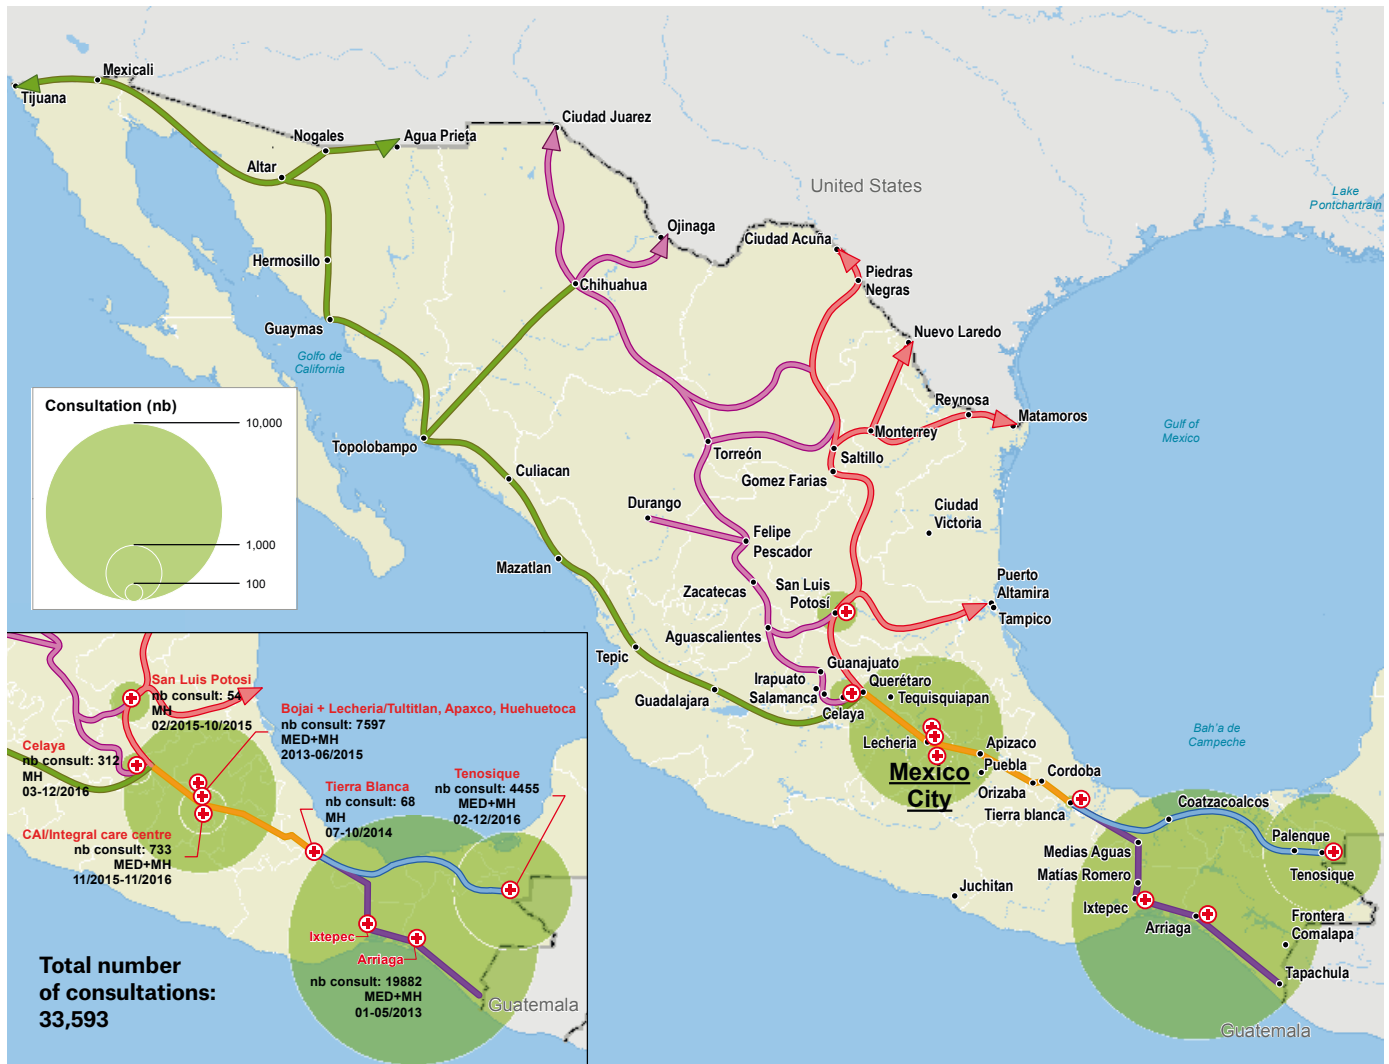 Mexicali
Tijuana
Nogales
Agua Prieta
Ciudad Juarez
Altar
United States
Lake
Pontchartrain
Ojinaga
Ciudad Acuña
Hermosillo
Piedras
Negras
Chihuahua
Guaymas
Nuevo Laredo
Golfo de
California
Consultation (nb)
10,000
1,000
100
Reynosa
Matamoros
Gulf of
Mexico
Topolobampo
Monterrey
Torreón
Saltillo
Culiacan
Gomez Farias
Durango
Ciudad
Victoria
Felipe
Pescador
Mazatlan
Zacatecas
San Luis
Potosí
Puerto
Altamira
Tampico
Aguascalientes
Tepic
Guanajuato
Irapuato
Querétaro
Salamanca
Tequisquiapan
Guadalajara
Celaya
Lecheria
Apizaco
Puebla
Mexico
City
Cordoba
Orizaba
Tierra blanca
Bah'a de
Campeche
Coatzacoalcos
Medias Aguas
Palenque
Tenosique
Matías Romero
Juchitan
Ixtepec
Arriaga
Frontera
Comalapa
Tapachula
Guatemala
San Luis Potosi
nb consult: 54
MH
02/2015-10/2015
Bojai + Lecheria/Tultitlan, Apaxco, Huehuetoca
nb consult: 7597
MED+MH
2013-06/2015
Celaya
nb consult: 312
MH
03-12/2016
Tierra Blanca
nb consult: 68
MH
07-10/2014
Tenosique
nb consult: 4455
MED+MH
02-12/2016
CAI/Integral care centre
nb consult: 733
MED+MH
11/2015-11/2016
Ixtepec
Arriaga
nb consult: 19882
MED+MH
01-05/2013
Guatemala
Total number
of consultations:
33,593